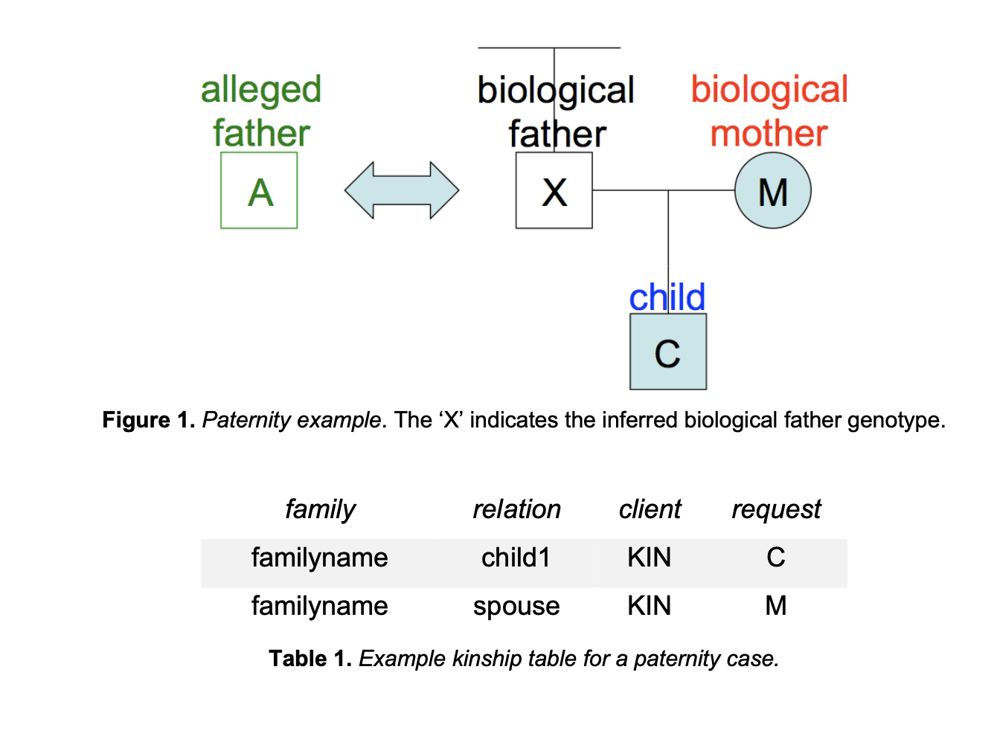 alleged
father
A
biological
father
X
biological
mother
M
child
C
Figure 1. Paternity example. The ‘X’ indicates the inferred biological father genotype.
family relation client request
familyname child1 KIN C
familyname spouse KIN M
Table 1. Example kinship table for a paternity case.